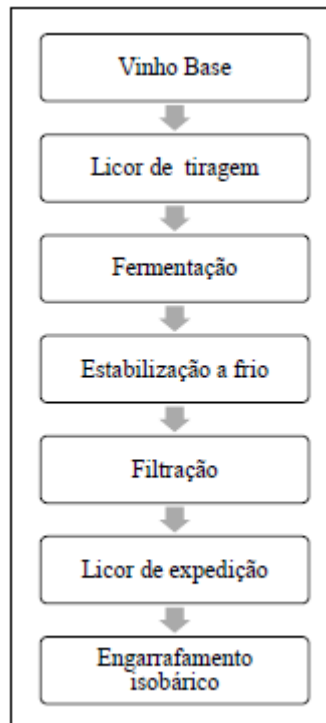 Vinho Base
Licor de tiragem
Fermentação
Estabilização a frio
Filtração
Licor de expedição
Engarrafamento
isobárico